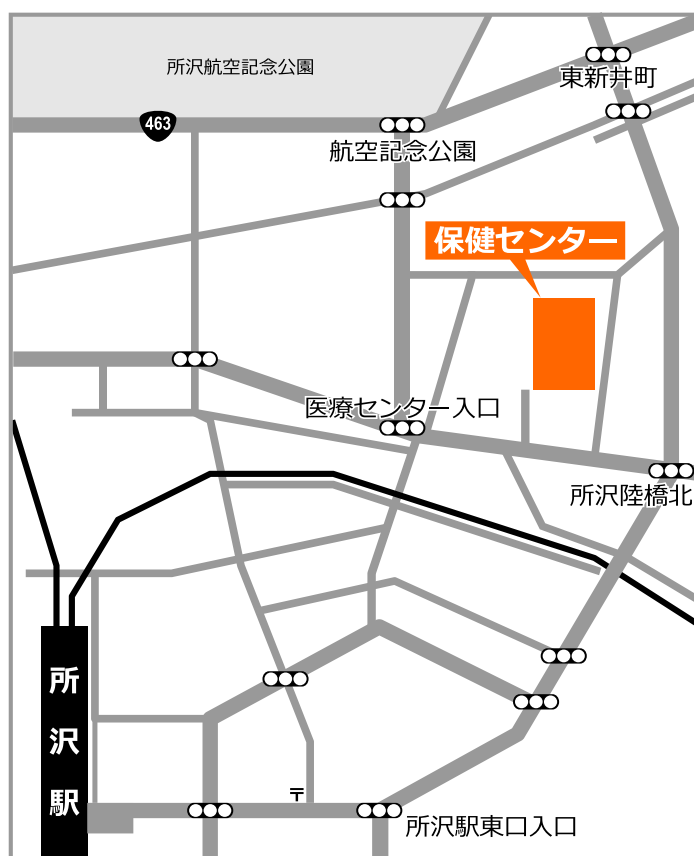 所沢航空記念公園
東新井町
463
航空記念公園
保健センター
医療センター入口
所沢陸橋北
所沢駅
〒
所沢駅東口入口